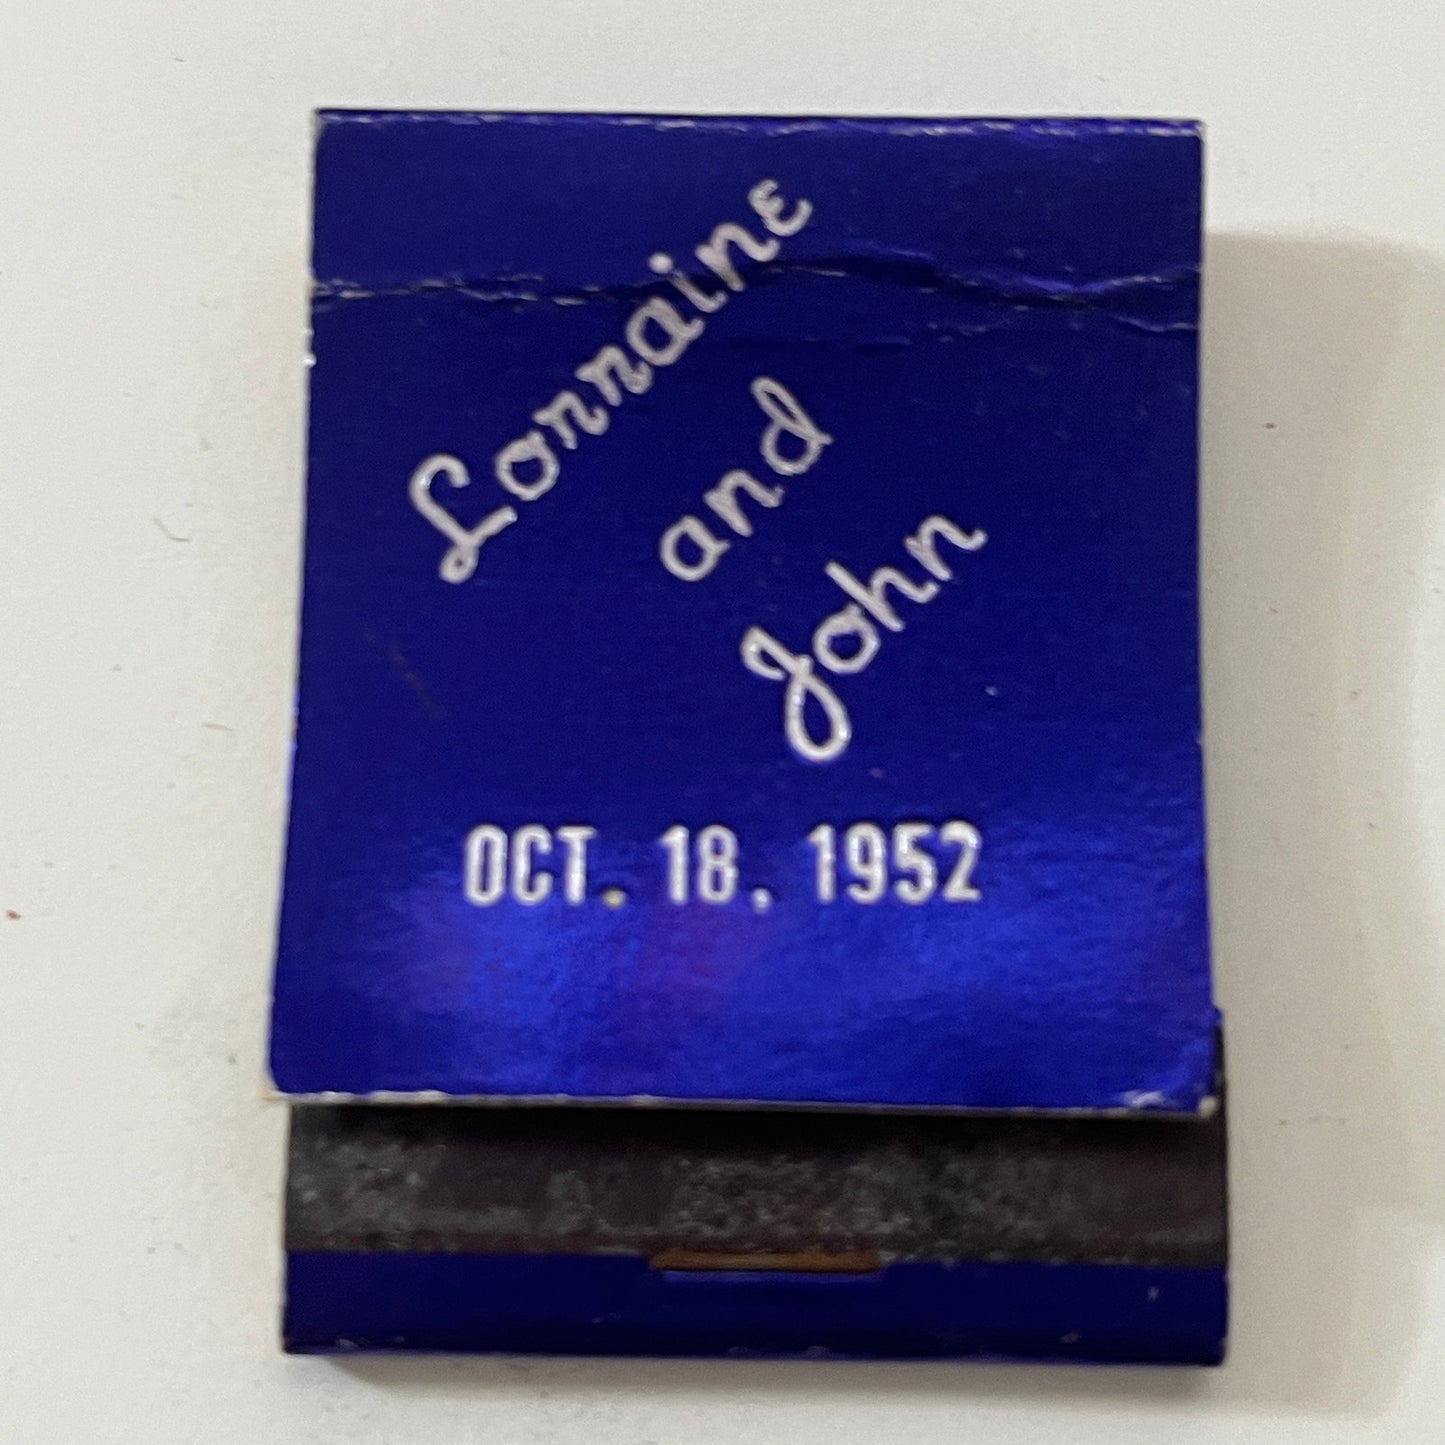 Lorraine
and
John
OCT. 18, 1952